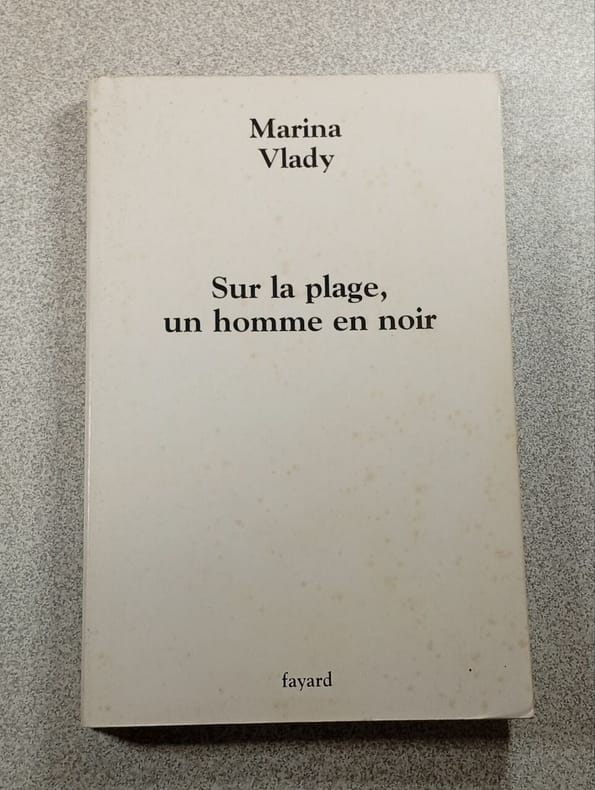 Marina
Vlady
Sur la plage,
un homme en noir
fayard